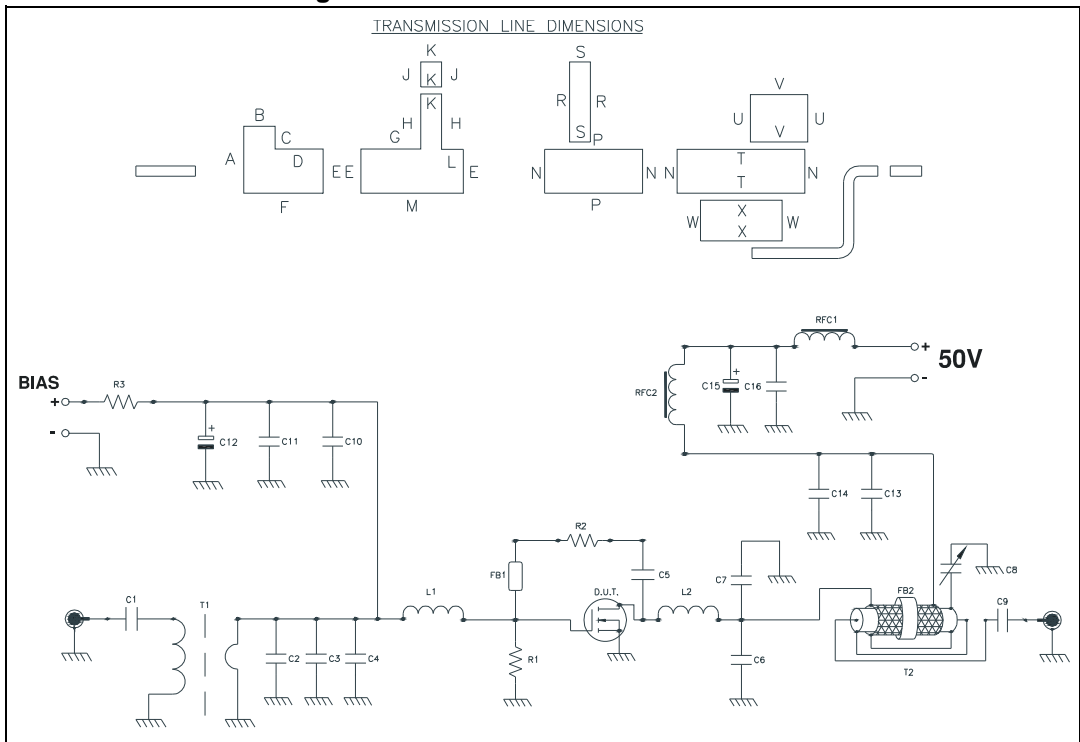 TRANSMISSION LINE DIMENSIONS
K
J K J
K
H H
G
S
R R
S
P
V
U U
V
B
C
A D
L
T
T
E E E
N N N N
F
M
P
X
W W
X
RFC1
+
50V
-
RFC2
+
C15
C16
BIAS
+
R3
-
+
C12
C11
C10
C14
C13
R2
FB1
C5
D.U.T.
L1
L2
C7
C8
FB2
C1
T1
C2
C3
C4
R1
C6
C9
T2